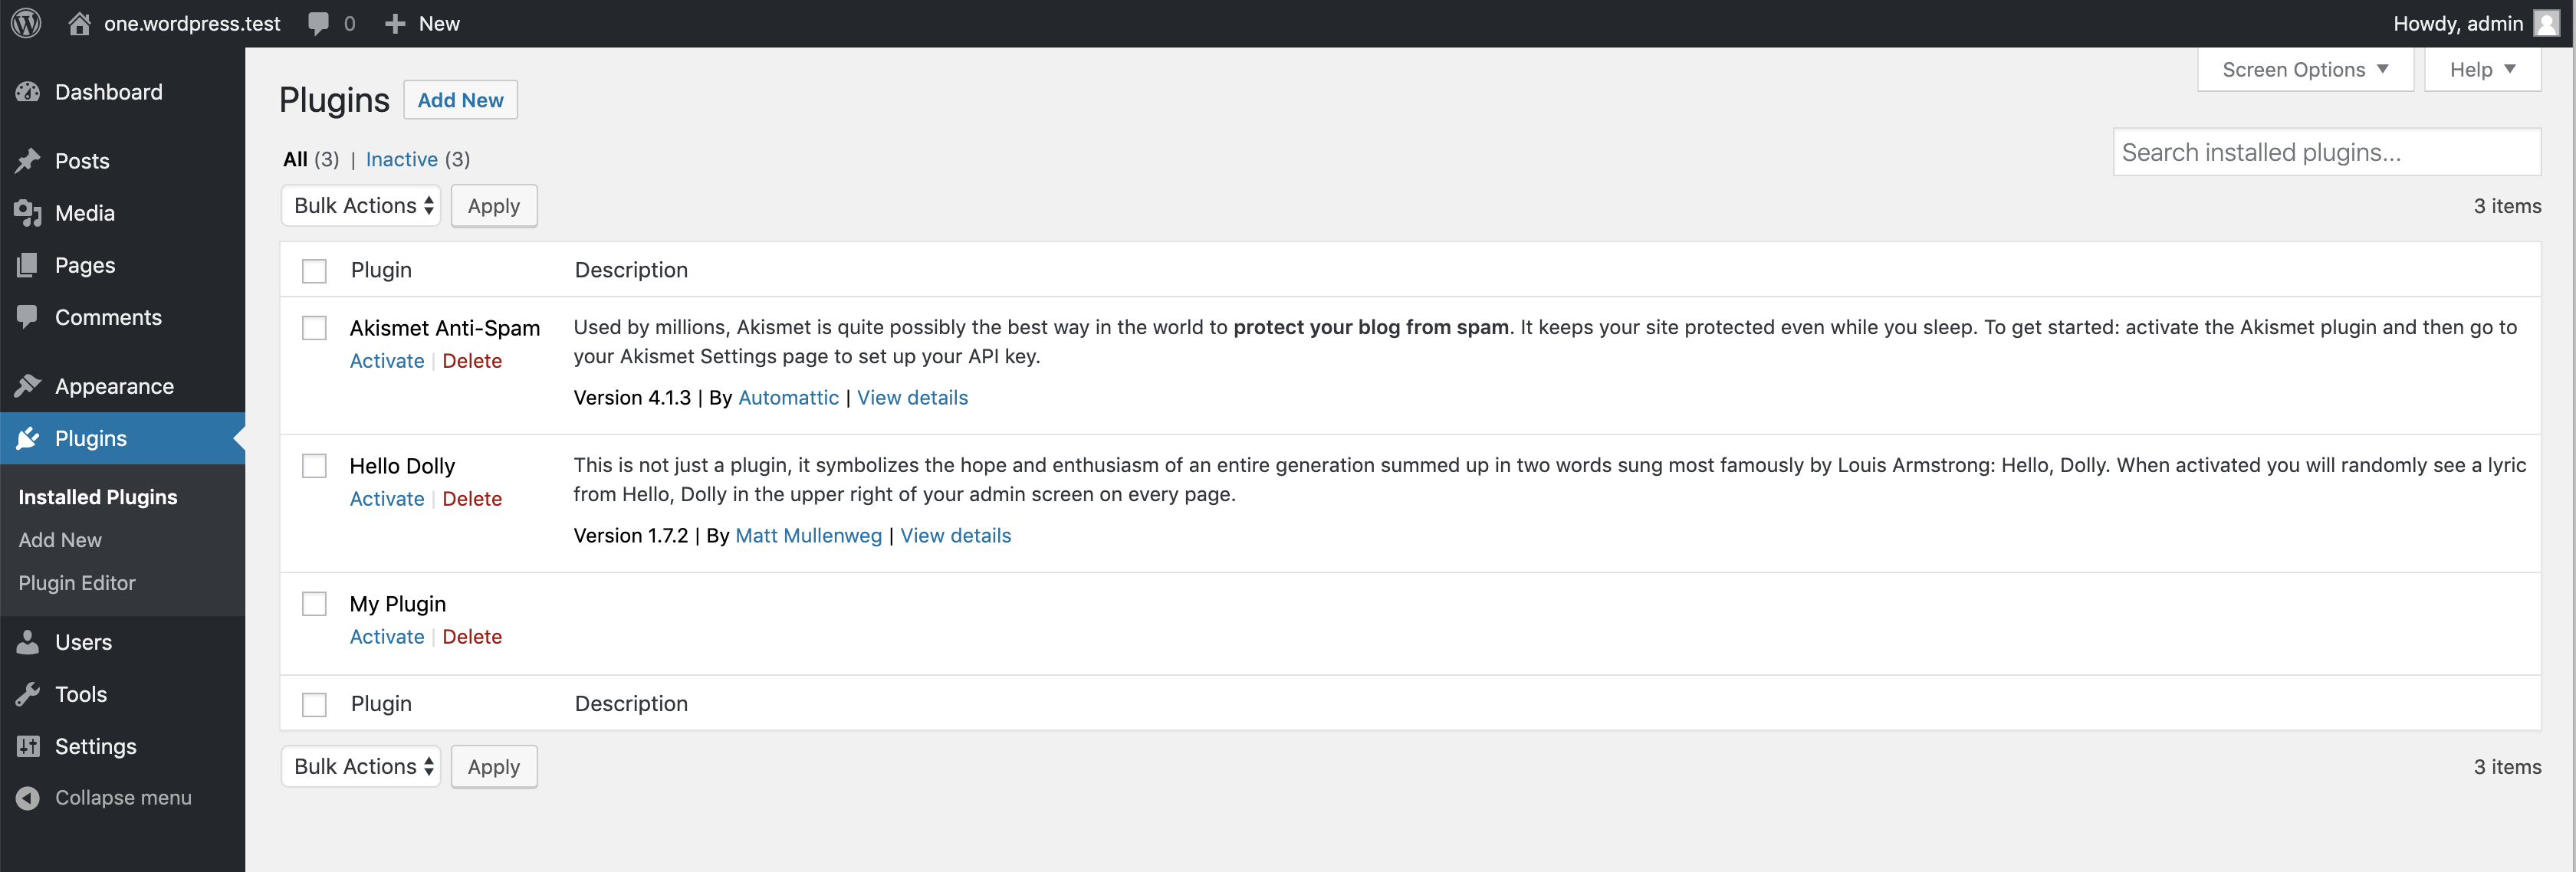 one.wordpress.test 0 New Howdy, admin
Screen Options Help
Dashboard
Posts
Media
Pages
Comments
Appearance
Plugins
Installed Plugins
Add New
Plugin Editor
Users
Tools
Settings
Collapse menu
Plugins Add New
All (3) | Inactive (3)
Search installed plugins...
Bulk Actions Apply
3 items
Plugin Description
Akismet Anti-Spam
Activate | Delete
Used by millions, Akismet is quite possibly the best way in the world to protect your blog from spam. It keeps your site protected even while you sleep. To get started: activate the Akismet plugin and then go to
your Akismet Settings page to set up your API key.
Version 4.1.3 | By Automattic | View details
Hello Dolly
Activate | Delete
This is not just a plugin, it symbolizes the hope and enthusiasm of an entire generation summed up in two words sung most famously by Louis Armstrong: Hello, Dolly. When activated you will randomly see a lyric
from Hello, Dolly in the upper right of your admin screen on every page.
Version 1.7.2 | By Matt Mullenweg | View details
My Plugin
Activate | Delete
Plugin Description
Bulk Actions Apply
3 items